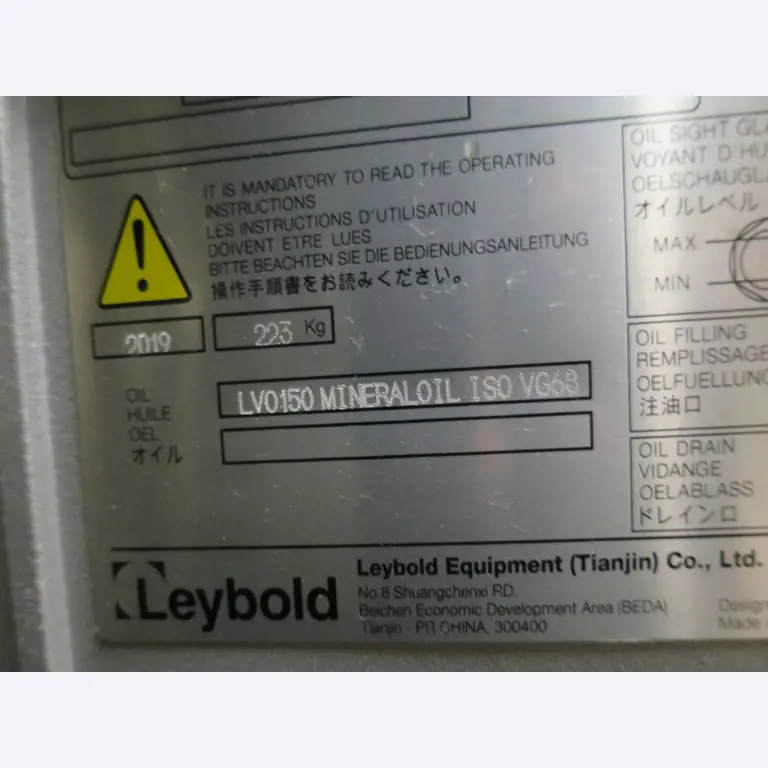 IT IS MANDATORY TO READ THE OPERATING
INSTRUCTIONS
LES INSTRUCTIONS D'UTILISATION
DOIVENT ETRE LUES
BITTE BEACHTEN SIE DIE BEDIENUNGSANLEITUNG
操作手順書をお読みください。
2019
223 Kg
OIL
HUILE
OEL
オイル
LVO150 MINERALOIL ISO VG68
OIL SIGHT GLA
VOYANT D'HU
OELSCHAUGLA
オイルレベル
MAX
MIN
OIL FILLING
REMPLISSAGE
OELFUELLUNG
注油口
OIL DRAIN
VIDANGE
OELABLASS
ドレイン口
Leybold
Leybold Equipment (Tianjin) Co., Ltd.
No.8 Shuangchenxi RD.
Beichen Economic Development Area (BEDA)
Tianjin - PR CHINA, 300400
Design
Made